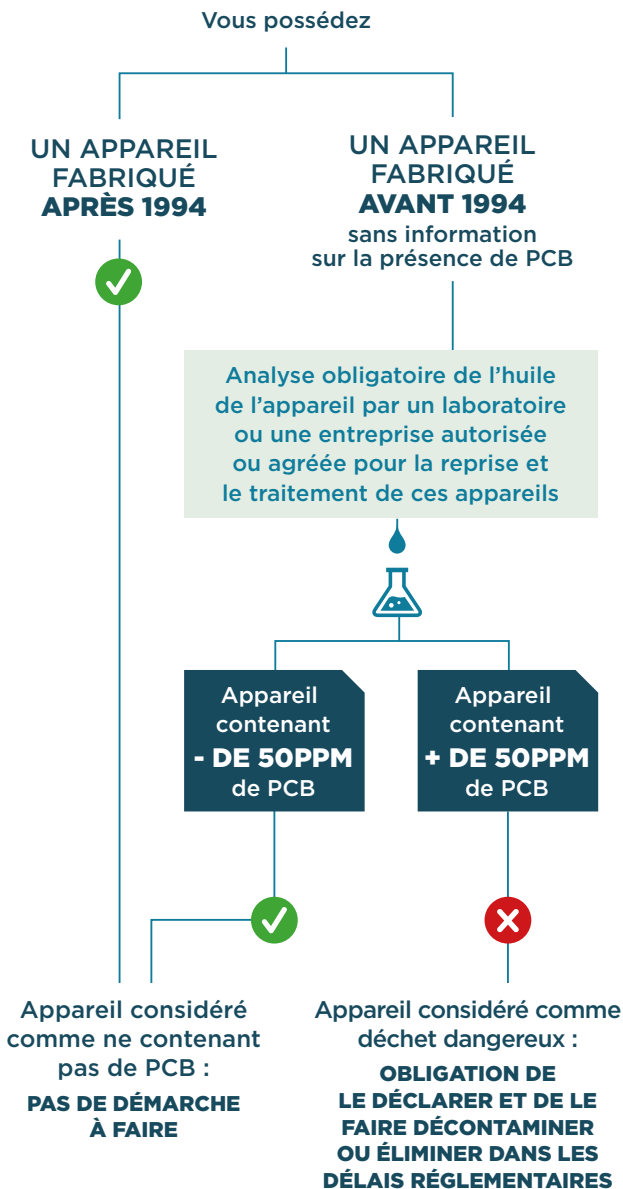 Vous possédez
UN APPAREIL
FABRIQUÉ
APRÈS 1994
UN APPAREIL
FABRIQUÉ
AVANT 1994
sans information
sur la présence de PCB
Analyse obligatoire de l’huile
de l’appareil par un laboratoire
ou une entreprise autorisée
ou agréée pour la reprise et
le traitement de ces appareils
Appareil
contenant
- DE 50PPM
de PCB
Appareil
contenant
+ DE 50PPM
de PCB
Appareil considéré
comme ne contenant
pas de PCB :
PAS DE DÉMARCHE
À FAIRE
Appareil considéré comme
déchet dangereux :
OBLIGATION DE
LE DÉCLARER ET DE LE
FAIRE DÉCONTAMINER
OU ÉLIMINER DANS LES
DÉLAIS RÉGLEMENTAIRES